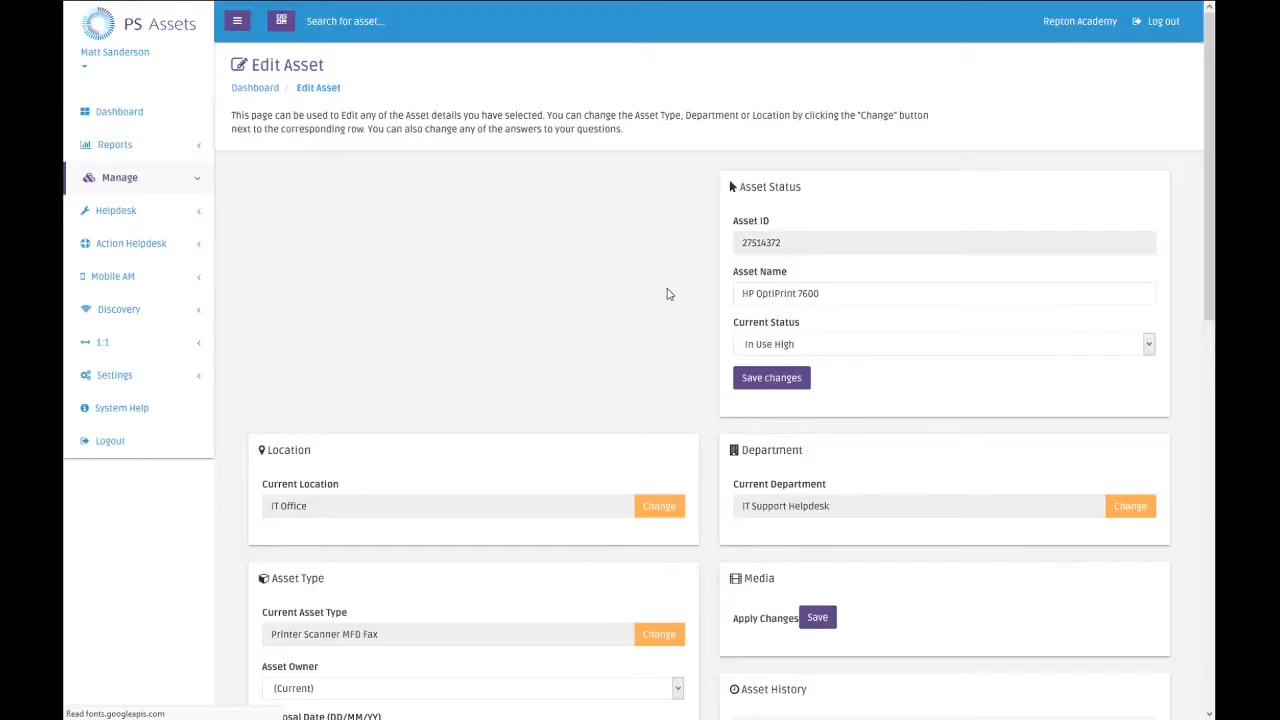 PS Assets
Matt Sanderson
Search for asset...
Repton Academy
Log out
Dashboard
Reports
Manage
Helpdesk
Action Helpdesk
Mobile AM
Discovery
1:1
Settings
System Help
Logout
Edit Asset
Dashboard / Edit Asset
This page can be used to Edit any of the Asset details you have selected. You can change the Asset Type, Department or Location by clicking the "Change" button
next to the corresponding row. You can also change any of the answers to your questions.
Asset Status
Asset ID
27514372
Asset Name
HP OptiPrint 7600
Current Status
In Use High
Save changes
Location
Current Location
IT Office
Change
Department
Current Department
IT Support Helpdesk
Change
Asset Type
Current Asset Type
Printer Scanner MFD Fax
Change
Asset Owner
(Current)
osal Date (DD/MM/YY)
Media
Apply Changes
Save
Asset History
Read fonts.googleapis.com